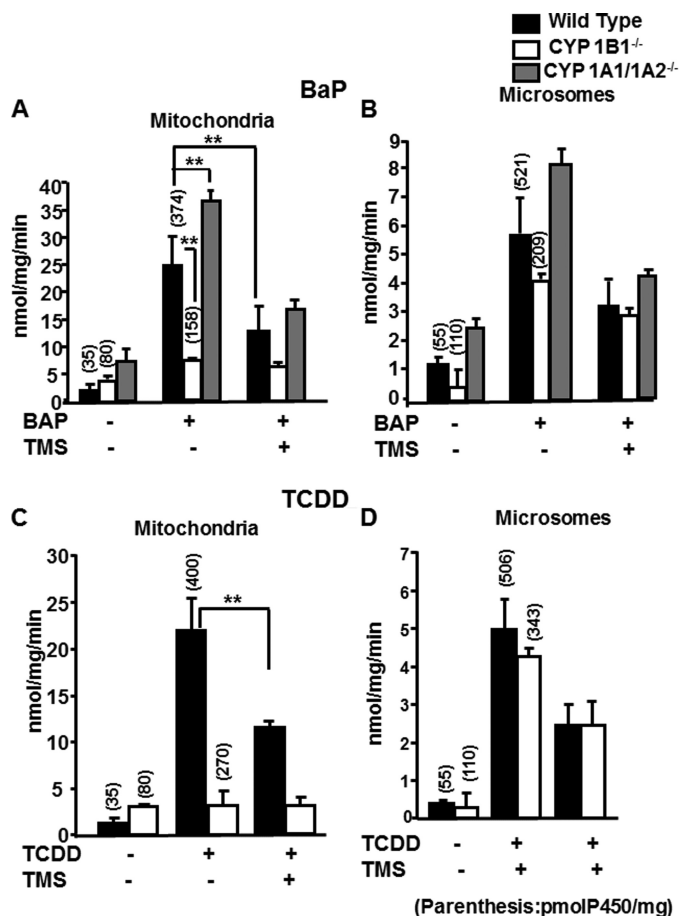 Wild Type
CYP 1B1-/-
CYP 1A1/1A2-/-
BaP
A
Mitochondria
**
**
**
nmol/mg/min
40
35
30
25
20
15
10
5
0
(35)
(80)
(374)
(158)
BAP - + +
TMS - - +
B
Microsomes
nmol/mg/min
9
8
7
6
5
4
3
2
1
0
(55)
(110)
(521)
(209)
- + +
- - +
TCDD
C
Mitochondria
**
nmol/mg/min
30
25
20
15
10
5
0
(35)
(80)
(400)
(270)
TCDD - + +
TMS - - +
D
Microsomes
nmol/mg/min
7
6
5
4
3
2
1
0
(55)
(110)
(506)
(343)
TCDD - + +
TMS - + +
(Parenthesis:pmolP450/mg)